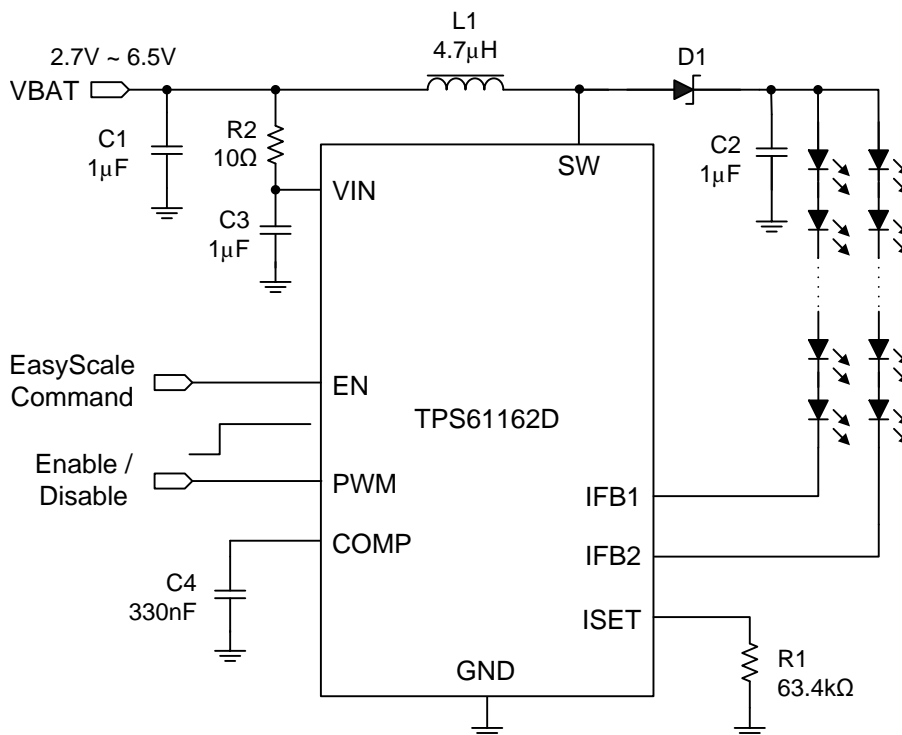 L1
4.7μH
2.7V ~ 6.5V
VBAT
D1
C1
1μF
R2
10Ω
C2
1μF
SW
VIN
C3
1μF
EasyScale
Command
EN
TPS61162D
Enable /
Disable
PWM
IFB1
COMP
IFB2
C4
330nF
ISET
R1
63.4kΩ
GND